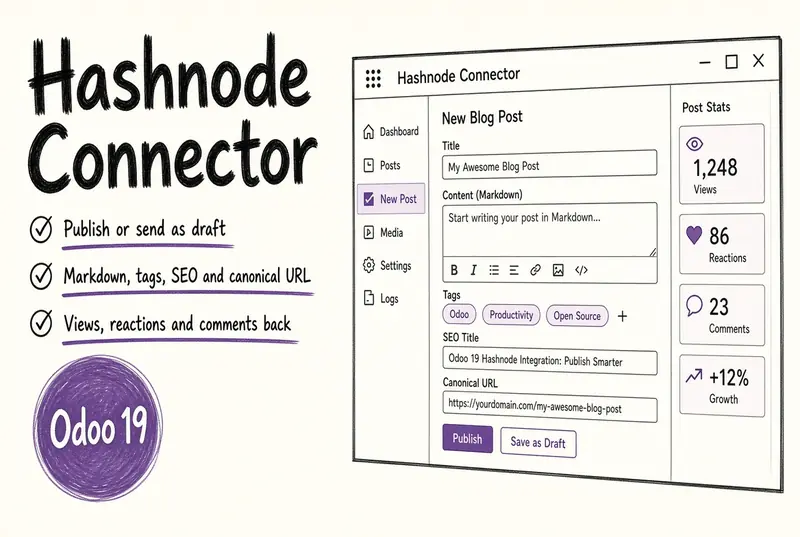 Hashnode
Connector
Publish or send as draft
Markdown, tags, SEO and canonical URL
Views, reactions and comments back
Odoo 19
Hashnode Connector
Dashboard
Posts
New Post
Media
Settings
Logs
New Blog Post
Title
My Awesome Blog Post
Content (Markdown)
Start writing your post in Markdown...
B I </>
Tags
Odoo Productivity Open Source +
SEO Title
Odoo 19 Hashnode Integration: Publish Smarter
Canonical URL
https://yourdomain.com/my-awesome-blog-post
Publish Save as Draft
Post Stats
1,248
Views
86
Reactions
23
Comments
+12%
Growth